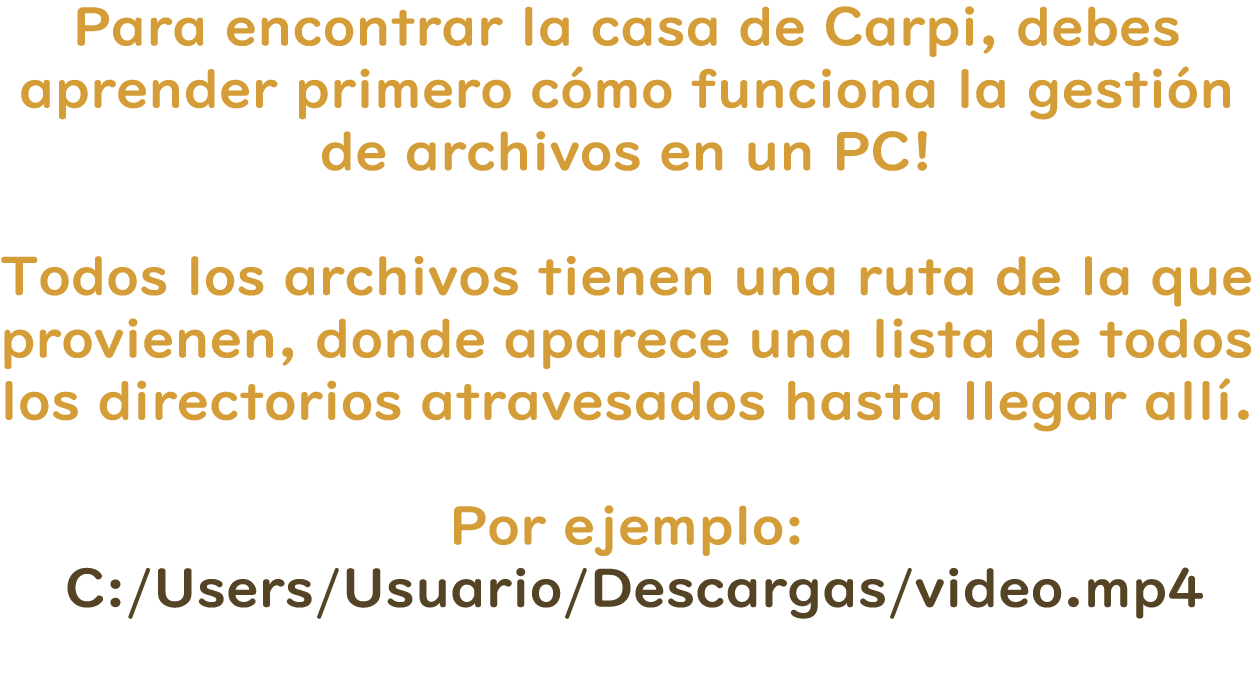 Para encontrar la casa de Carpi, debes
aprender primero cómo funciona la gestión
de archivos en un PC!
Todos los archivos tienen una ruta de la que
provienen, donde aparece una lista de todos
los directorios atravesados hasta llegar allí.
Por ejemplo:
C:/Users/Usuario/Descargas/video.mp4